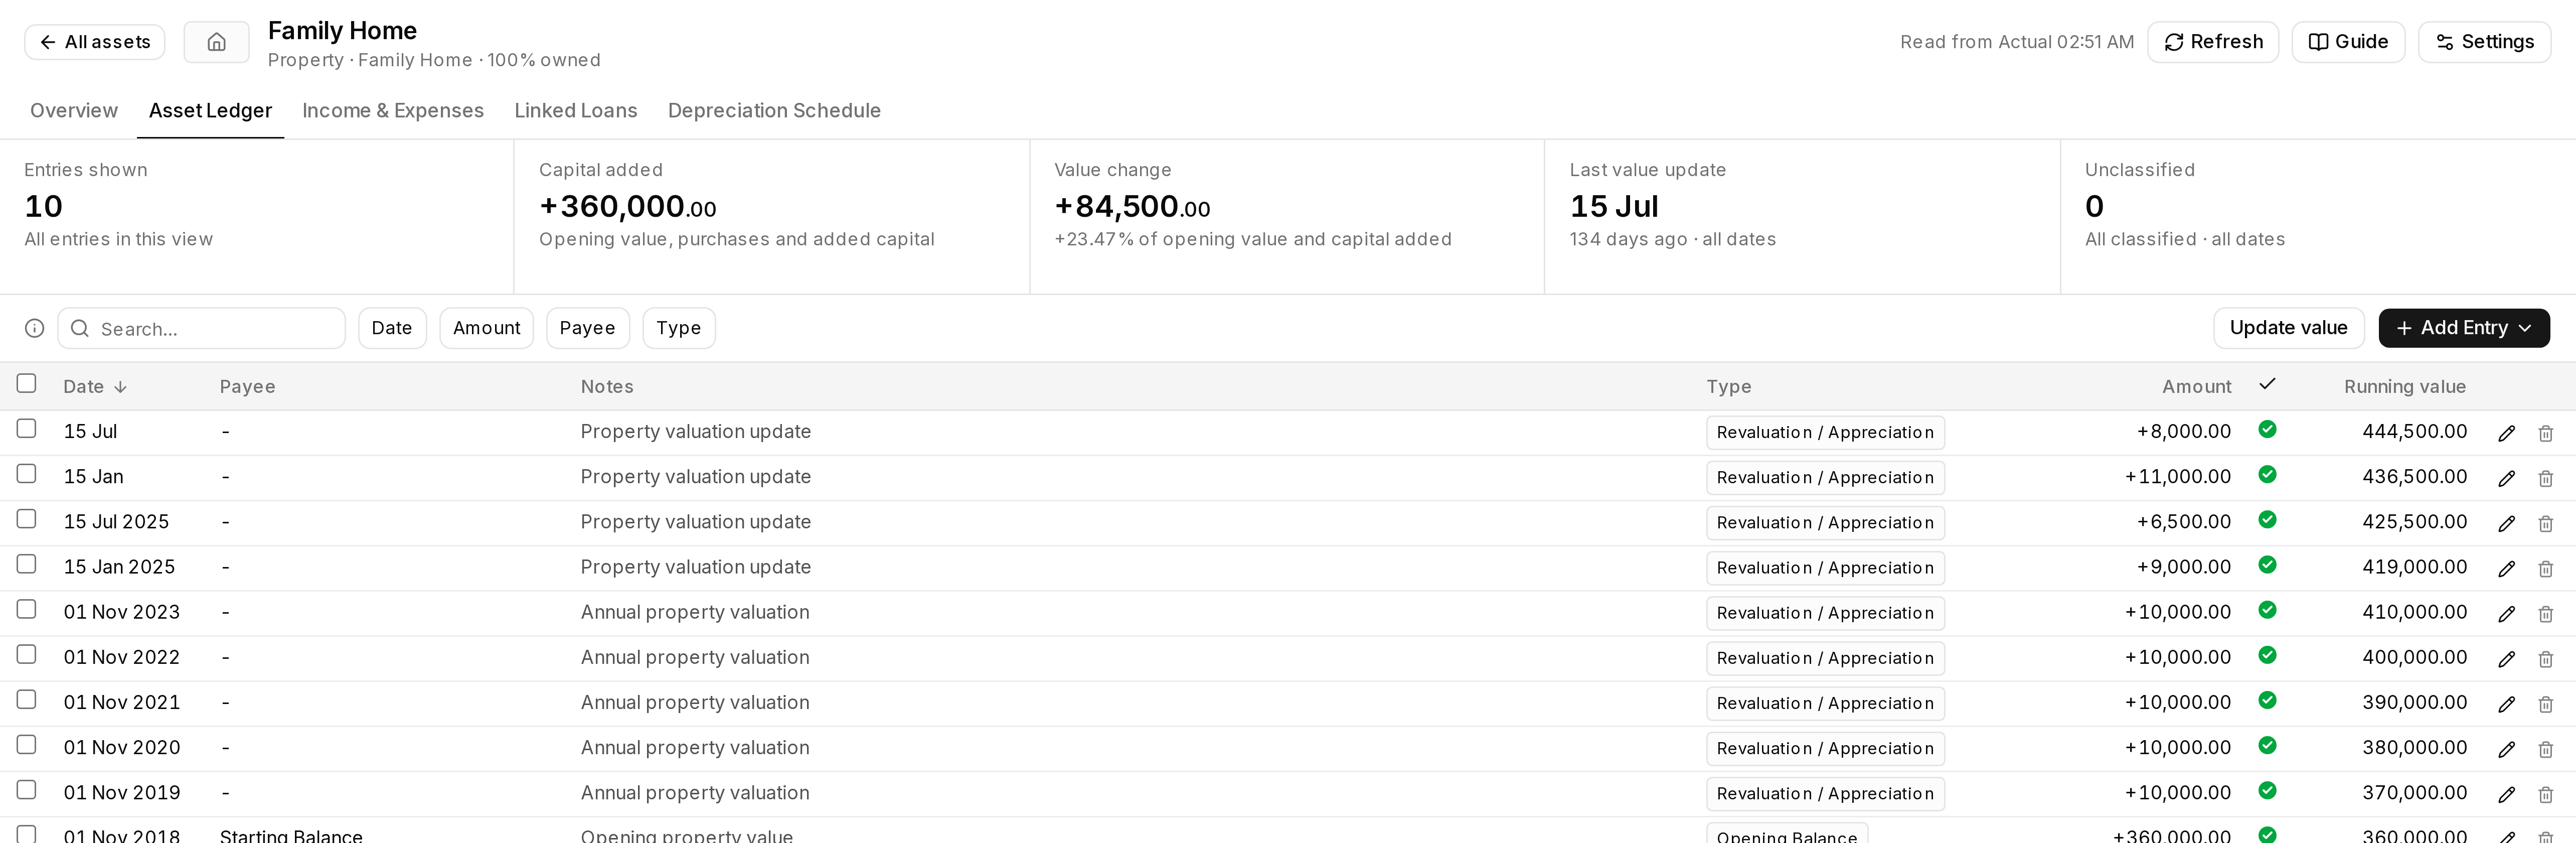 All assets
Family Home
Property · Family Home · 100% owned
Read from Actual 02:51 AM
Refresh
Guide
Settings
Overview
Asset Ledger
Income & Expenses
Linked Loans
Depreciation Schedule
Entries shown
10
All entries in this view
Capital added
+360,000.00
Opening value, purchases and added capital
Value change
+84,500.00
+23.47% of opening value and capital added
Last value update
15 Jul
134 days ago · all dates
Unclassified
0
All classified · all dates
Search...
Date
Amount
Payee
Type
Update value
+ Add Entry
Date ↓ Payee Notes Type Amount ✓ Running value
15 Jul - Property valuation update Revaluation / Appreciation +8,000.00 444,500.00
15 Jan - Property valuation update Revaluation / Appreciation +11,000.00 436,500.00
15 Jul 2025 - Property valuation update Revaluation / Appreciation +6,500.00 425,500.00
15 Jan 2025 - Property valuation update Revaluation / Appreciation +9,000.00 419,000.00
01 Nov 2023 - Annual property valuation Revaluation / Appreciation +10,000.00 410,000.00
01 Nov 2022 - Annual property valuation Revaluation / Appreciation +10,000.00 400,000.00
01 Nov 2021 - Annual property valuation Revaluation / Appreciation +10,000.00 390,000.00
01 Nov 2020 - Annual property valuation Revaluation / Appreciation +10,000.00 380,000.00
01 Nov 2019 - Annual property valuation Revaluation / Appreciation +10,000.00 370,000.00
01 Nov 2018 Starting Balance Opening property value Opening Balance +360,000.00 360,000.00